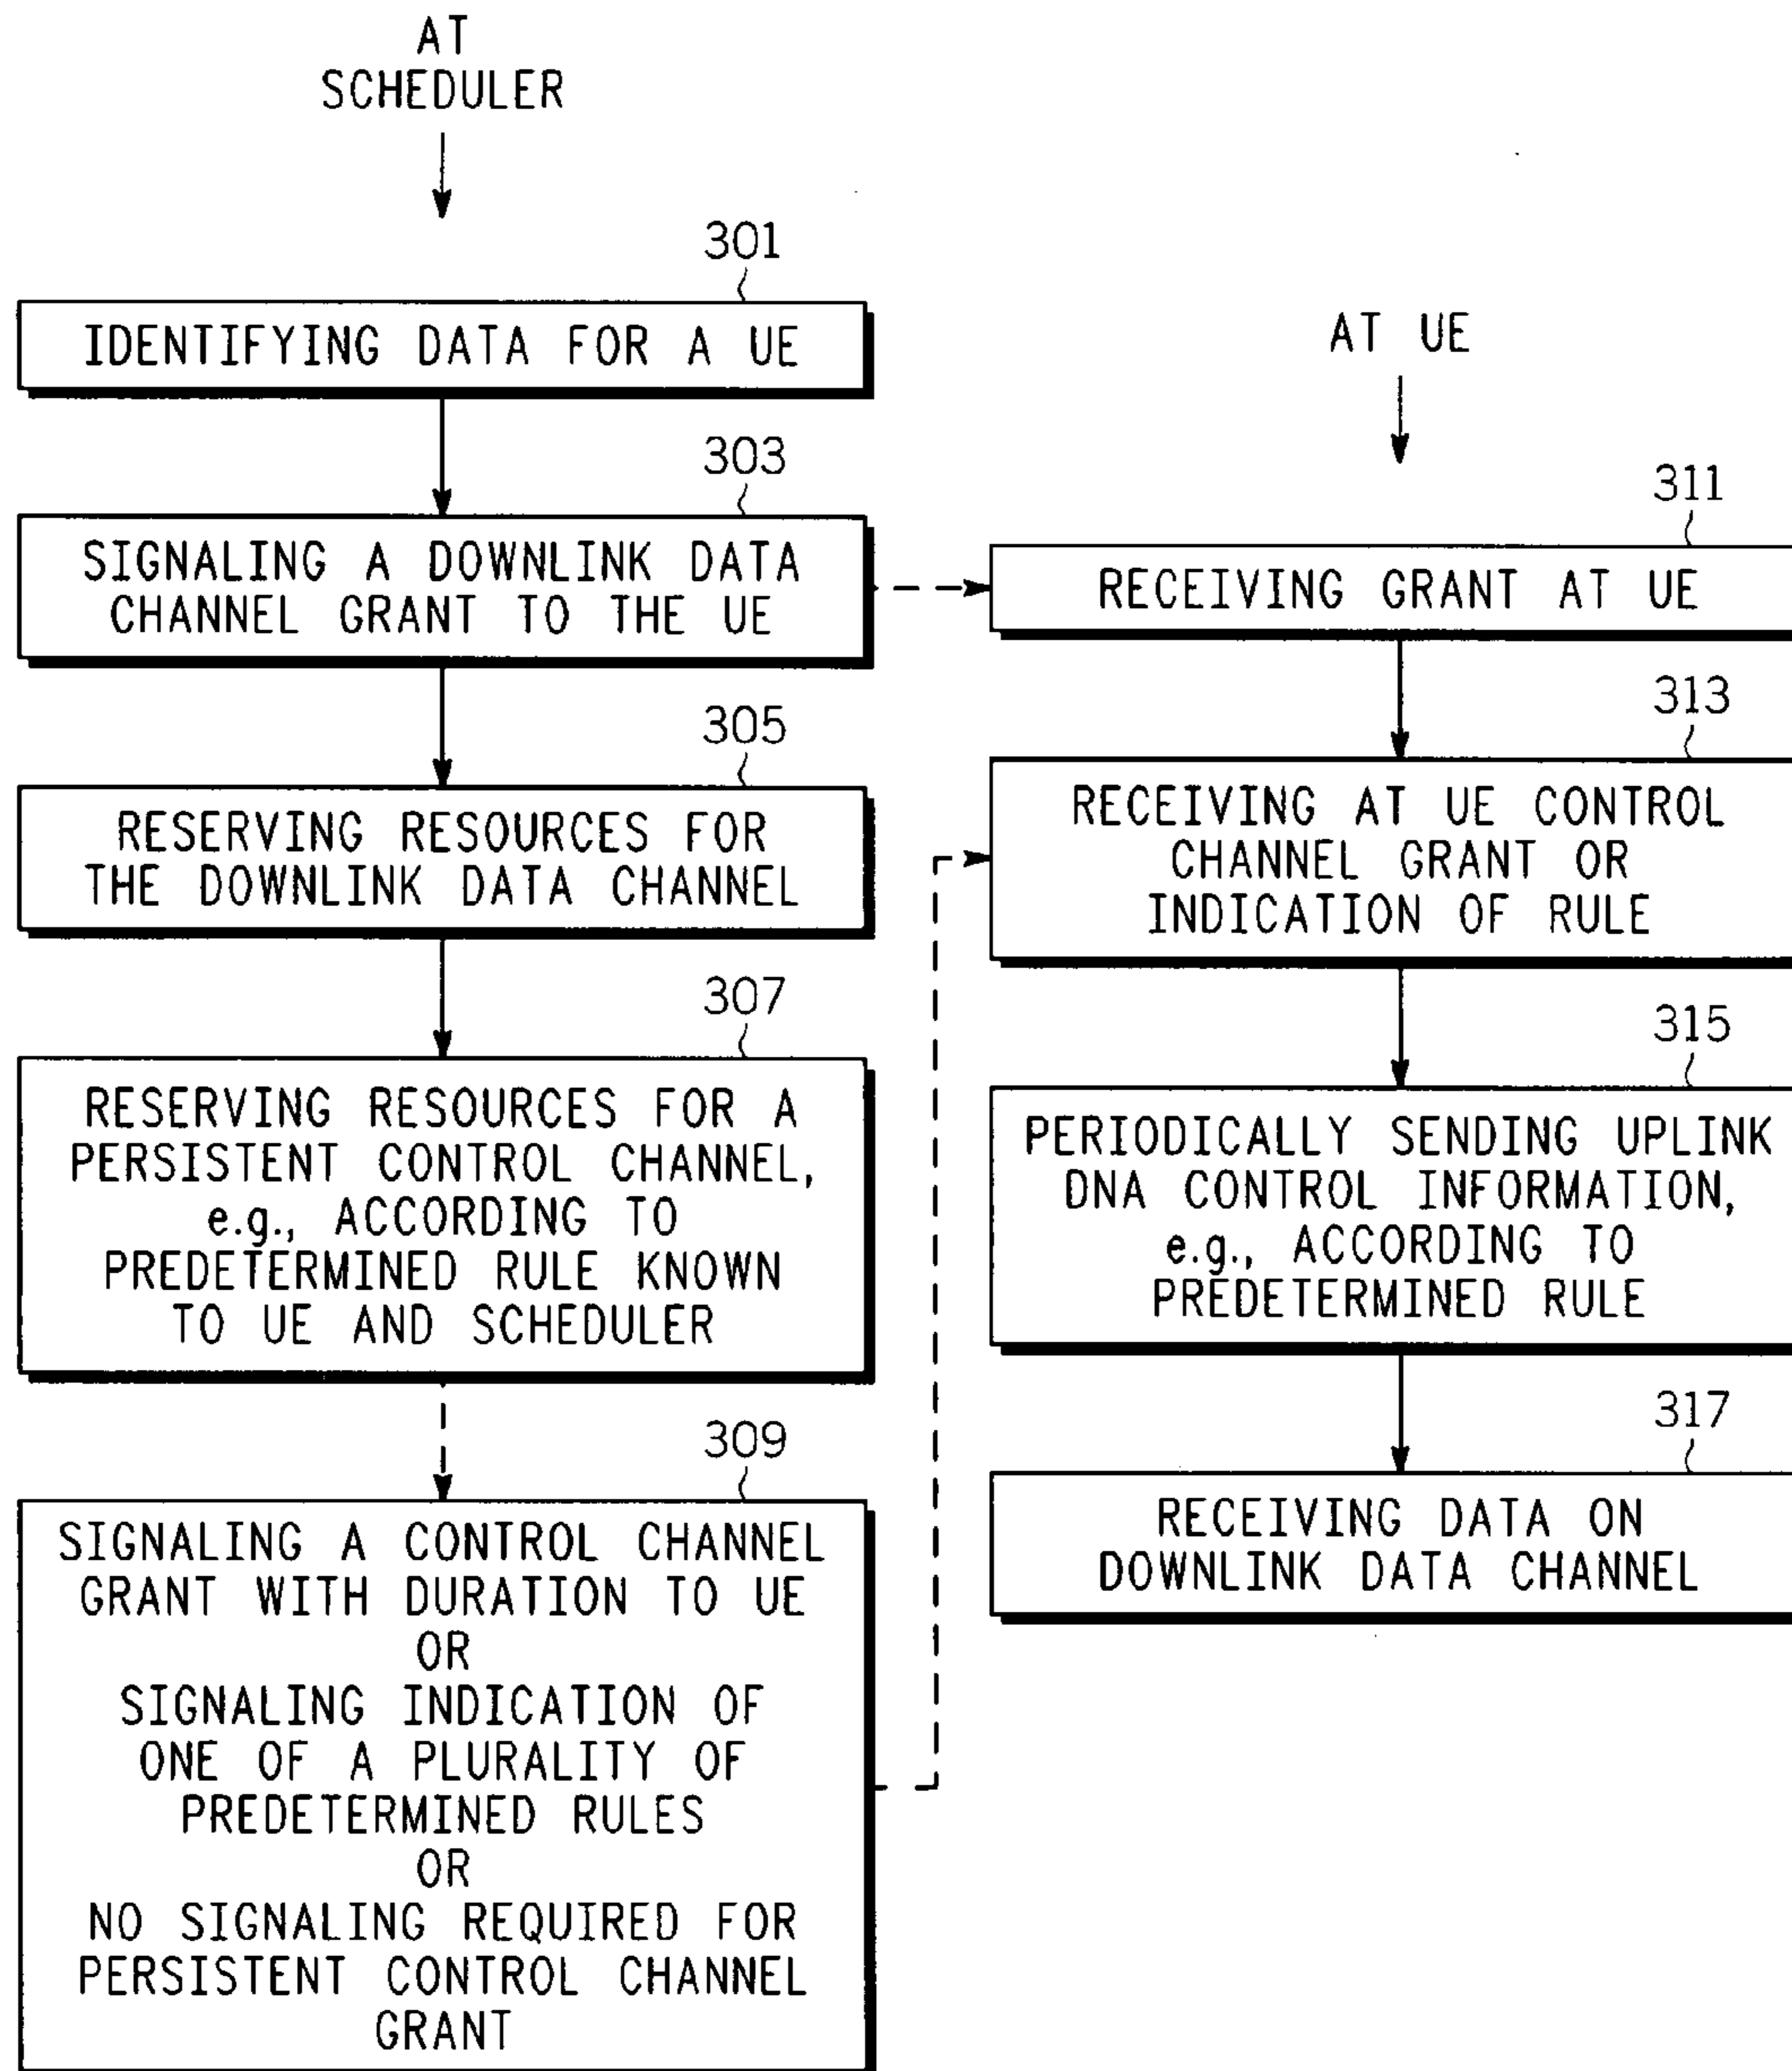 AT
SCHEDULER
301
IDENTIFYING DATA FOR A UE
303
SIGNALING A DOWNLINK DATA
CHANNEL GRANT TO THE UE
305
RESERVING RESOURCES FOR
THE DOWNLINK DATA CHANNEL
307
RESERVING RESOURCES FOR A
PERSISTENT CONTROL CHANNEL,
e.g., ACCORDING TO
PREDETERMINED RULE KNOWN
TO UE AND SCHEDULER
309
SIGNALING A CONTROL CHANNEL
GRANT WITH DURATION TO UE
OR
SIGNALING INDICATION OF
ONE OF A PLURALITY OF
PREDETERMINED RULES
OR
NO SIGNALING REQUIRED FOR
PERSISTENT CONTROL CHANNEL
GRANT
AT UE
311
RECEIVING GRANT AT UE
313
RECEIVING AT UE CONTROL
CHANNEL GRANT OR
INDICATION OF RULE
315
PERIODICALLY SENDING UPLINK
DNA CONTROL INFORMATION,
e.g., ACCORDING TO
PREDETERMINED RULE
317
RECEIVING DATA ON
DOWNLINK DATA CHANNEL